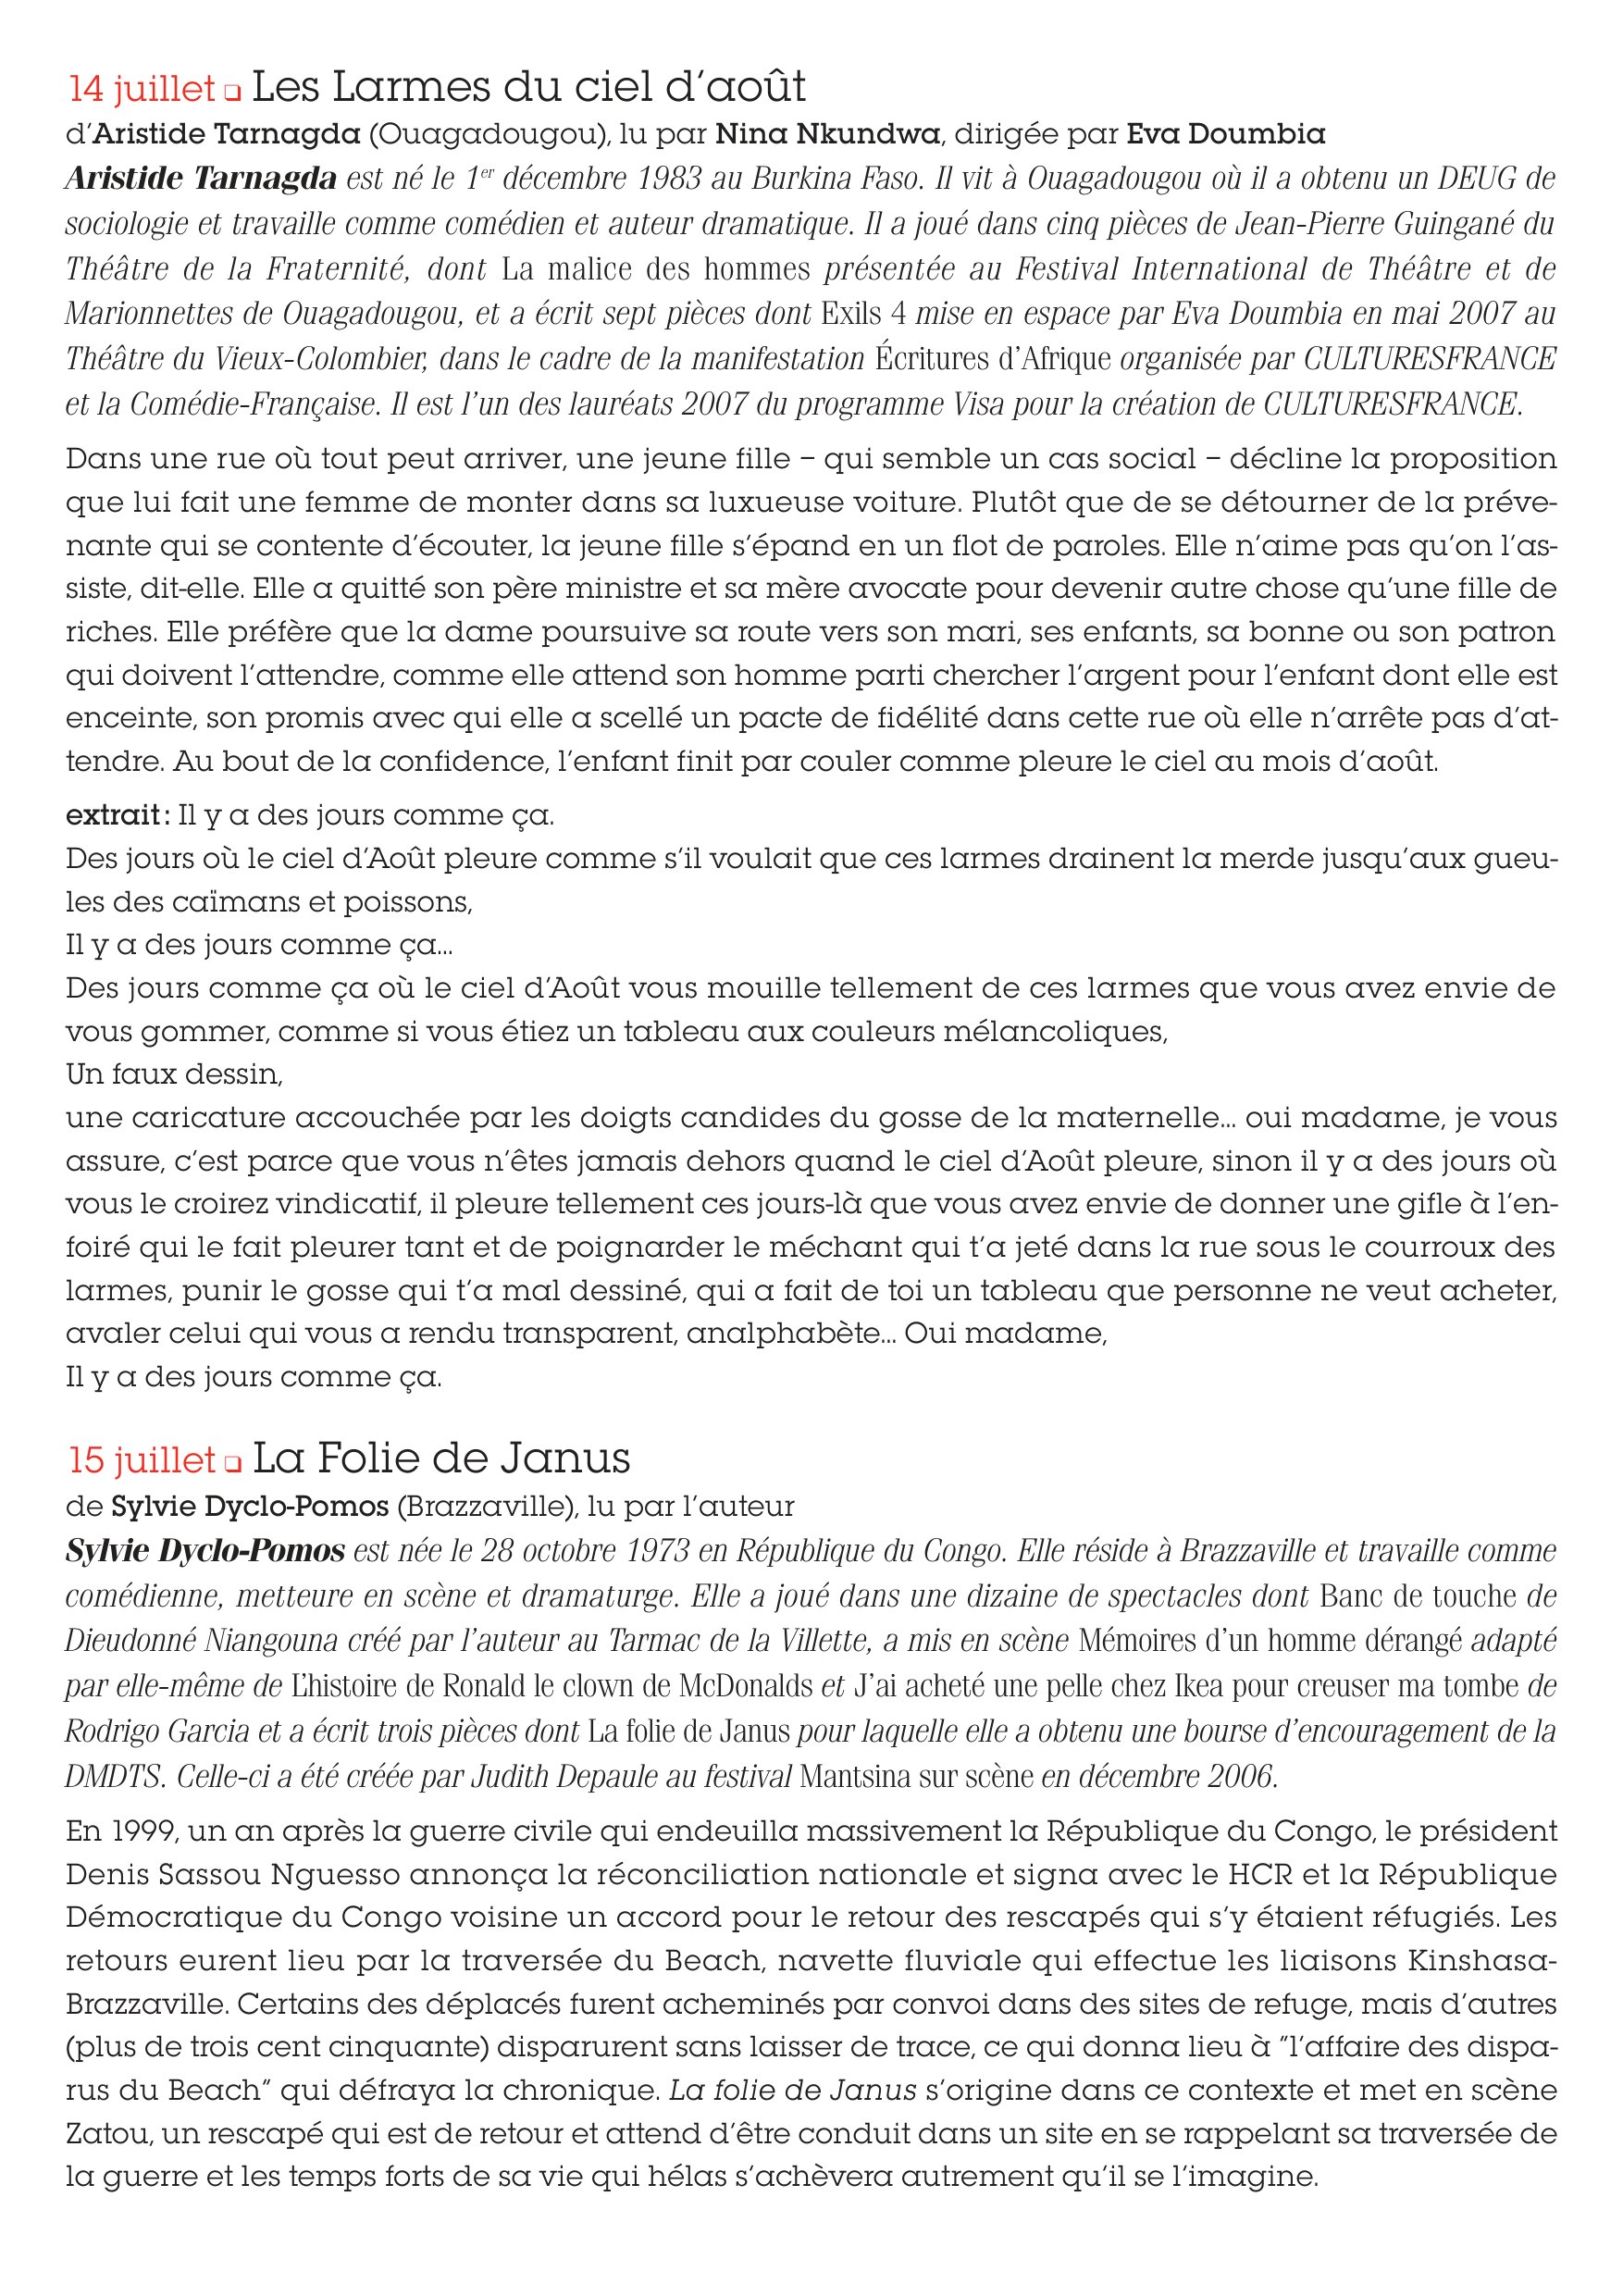 14 juillet ❑ Les Larmes du ciel d’août
d’Aristide Tarnagda (Ouagadougou), lu par Nina Nkundwa, dirigée par Eva Doumbia
Aristide Tarnagda est né le 1er décembre 1983 au Burkina Faso. Il vit à Ouagadougou où il a obtenu un DEUG de
sociologie et travaille comme comédien et auteur dramatique. Il a joué dans cinq pièces de Jean-Pierre Guingané du
Théâtre de la Fraternité, dont La malice des hommes présentée au Festival International de Théâtre et de
Marionnettes de Ouagadougou, et a écrit sept pièces dont Exils 4 mise en espace par Eva Doumbia en mai 2007 au
Théâtre du Vieux-Colombier, dans le cadre de la manifestation Écritures d’Afrique organisée par CULTURESFRANCE
et la Comédie-Française. Il est l’un des lauréats 2007 du programme Visa pour la création de CULTURESFRANCE.
Dans une rue où tout peut arriver, une jeune fille – qui semble un cas social – décline la proposition
que lui fait une femme de monter dans sa luxueuse voiture. Plutôt que de se détourner de la préve-
nante qui se contente d’écouter, la jeune fille s’épand en un flot de paroles. Elle n’aime pas qu’on l’as-
siste, dit-elle. Elle a quitté son père ministre et sa mère avocate pour devenir autre chose qu’une fille de
riches. Elle préfère que la dame poursuive sa route vers son mari, ses enfants, sa bonne ou son patron
qui doivent l’attendre, comme elle attend son homme parti chercher l’argent pour l’enfant dont elle est
enceinte, son promis avec qui elle a scellé un pacte de fidélité dans cette rue où elle n’arrête pas d’at-
tendre. Au bout de la confidence, l’enfant finit par couler comme pleure le ciel au mois d’août.
extrait : Il y a des jours comme ça.
Des jours où le ciel d’Août pleure comme s’il voulait que ces larmes drainent la merde jusqu’aux gueu-
les des caïmans et poissons,
Il y a des jours comme ça...
Des jours comme ça où le ciel d’Août vous mouille tellement de ces larmes que vous avez envie de
vous gommer, comme si vous étiez un tableau aux couleurs mélancoliques,
Un faux dessin,
une caricature accouchée par les doigts candides du gosse de la maternelle... oui madame, je vous
assure, c’est parce que vous n’êtes jamais dehors quand le ciel d’Août pleure, sinon il y a des jours où
vous le croirez vindicatif, il pleure tellement ces jours-là que vous avez envie de donner une gifle à l’en-
foiré qui le fait pleurer tant et de poignarder le méchant qui t’a jeté dans la rue sous le courroux des
larmes, punir le gosse qui t’a mal dessiné, qui a fait de toi un tableau que personne ne veut acheter,
avaler celui qui vous a rendu transparent, analphabète... Oui madame,
Il y a des jours comme ça.
15 juillet ❑ La Folie de Janus
de Sylvie Dyclo-Pomos (Brazzaville), lu par l’auteur
Sylvie Dyclo-Pomos est née le 28 octobre 1973 en République du Congo. Elle réside à Brazzaville et travaille comme
comédienne, metteure en scène et dramaturge. Elle a joué dans une dizaine de spectacles dont Banc de touche de
Dieudonné Niangouna créé par l’auteur au Tarmac de la Villette, a mis en scène Mémoires d’un homme dérangé adapté
par elle-même de L’histoire de Ronald le clown de McDonalds et J’ai acheté une pelle chez Ikea pour creuser ma tombe de
Rodrigo Garcia et a écrit trois pièces dont La folie de Janus pour laquelle elle a obtenu une bourse d’encouragement de la
DMDTS. Celle-ci a été créée par Judith Depaule au festival Mantsina sur scène en décembre 2006.
En 1999, un an après la guerre civile qui endeuilla massivement la République du Congo, le président
Denis Sassou Nguesso annonça la réconciliation nationale et signa avec le HCR et la République
Démocratique du Congo voisine un accord pour le retour des rescapés qui s’y étaient réfugiés. Les
retours eurent lieu par la traversée du Beach, navette fluviale qui effectue les liaisons Kinshasa-
Brazzaville. Certains des déplacés furent acheminés par convoi dans des sites de refuge, mais d’autres
(plus de trois cent cinquante) disparurent sans laisser de trace, ce qui donna lieu à "l’affaire des dispa-
rus du Beach" qui défraya la chronique. La folie de Janus s’origine dans ce contexte et met en scène
Zatou, un rescapé qui est de retour et attend d’être conduit dans un site en se rappelant sa traversée de
la guerre et les temps forts de sa vie qui hélas s’achèvera autrement qu’il se l’imagine.